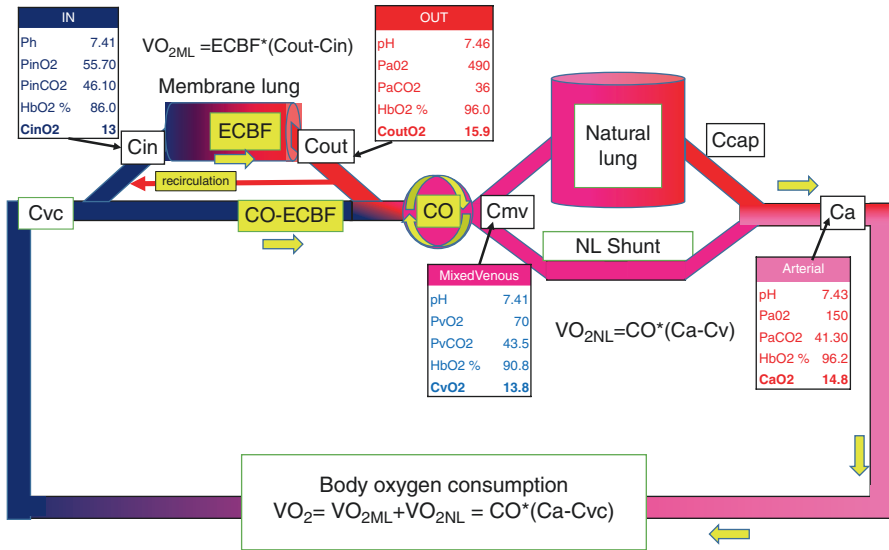 IN
Ph 7.41
PinO2 55.70
PinCO2 46.10
HbO2 % 86.0
CinO2 13
VO2ML =ECBF*(Cout-Cin)
Membrane lung
OUT
pH 7.46
Pa02 490
PaCO2 36
HbO2 % 96.0
CoutO2 15.9
Cin
ECBF
Cout
Natural
lung
Ccap
recirculation
Cvc
CO-ECBF
CO
Cmv
Ca
NL Shunt
MixedVenous
pH 7.41
PvO2 70
PvCO2 43.5
HbO2 % 90.8
CvO2 13.8
VO2NL=CO*(Ca-Cv)
Arterial
pH 7.43
Pa02 150
PaCO2 41.30
HbO2 % 96.2
CaO2 14.8
Body oxygen consumption
VO2= VO2ML+VO2NL = CO*(Ca-Cvc)